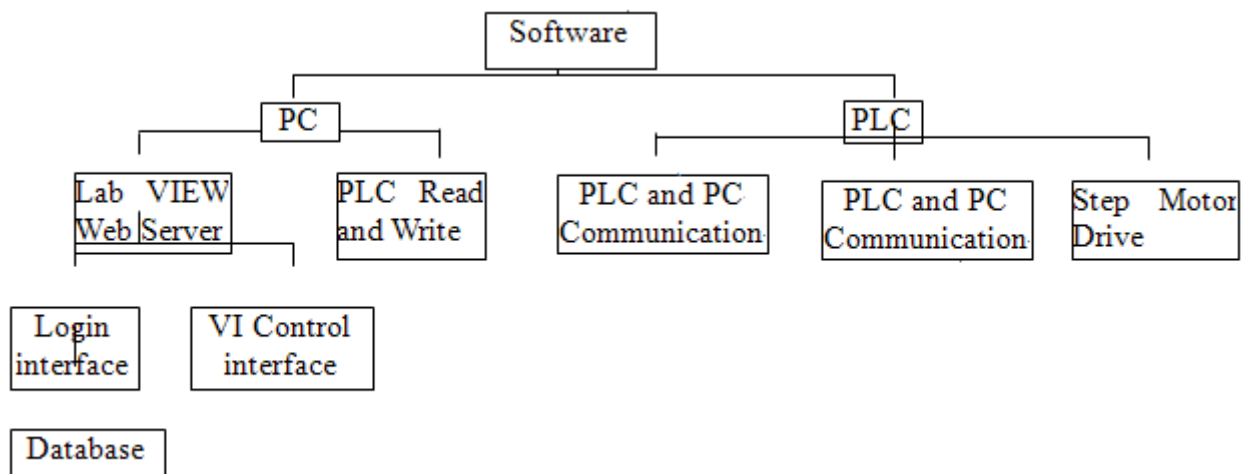 Software
PC
PLC
Lab VIEW
Web Server
PLC Read
and Write
PLC and PC
Communication
PLC and PC
Communication
Step Motor
Drive
Login
interface
VI Control
interface
Database